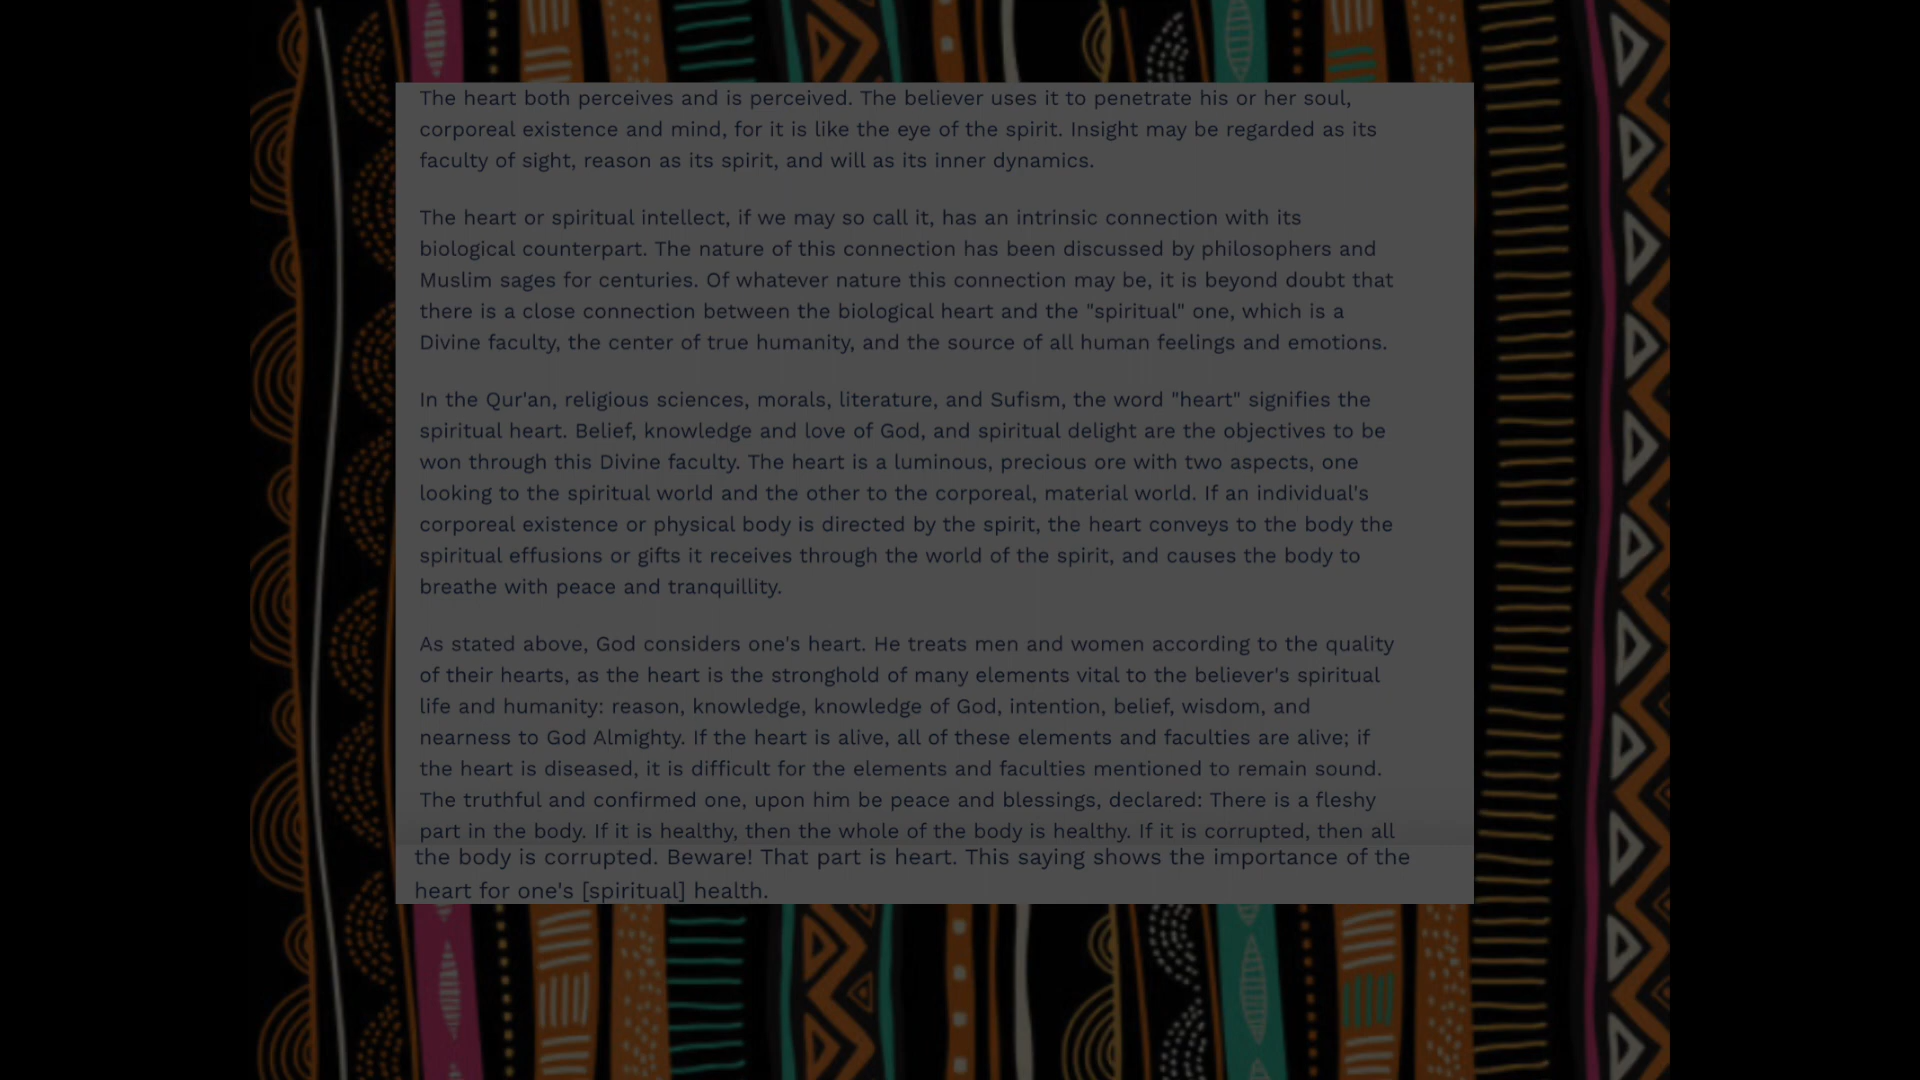 The heart both perceives and is perceived. The believer uses it to penetrate his or her soul,
corporeal existence and mind, for it is like the eye of the spirit. Insight may be regarded as its
faculty of sight, reason as its spirit, and will as its inner dynamics.
The heart or spiritual intellect, if we may so call it, has an intrinsic connection with its
biological counterpart. The nature of this connection has been discussed by philosophers and
Muslim sages for centuries. Of whatever nature this connection may be, it is beyond doubt that
there is a close connection between the biological heart and the "spiritual" one, which is a
Divine faculty, the center of true humanity, and the source of all human feelings and emotions.
In the Qur'an, religious sciences, morals, literature, and Sufism, the word "heart" signifies the
spiritual heart. Belief, knowledge and love of God, and spiritual delight are the objectives to be
won through this Divine faculty. The heart is a luminous, precious ore with two aspects, one
looking to the spiritual world and the other to the corporeal, material world. If an individual's
corporeal existence or physical body is directed by the spirit, the heart conveys to the body the
spiritual effusions or gifts it receives through the world of the spirit, and causes the body to
breathe with peace and tranquillity.
As stated above, God considers one's heart. He treats men and women according to the quality
of their hearts, as the heart is the stronghold of many elements vital to the believer's spiritual
life and humanity: reason, knowledge, knowledge of God, intention, belief, wisdom, and
nearness to God Almighty. If the heart is alive, all of these elements and faculties are alive; if
the heart is diseased, it is difficult for the elements and faculties mentioned to remain sound.
The truthful and confirmed one, upon him be peace and blessings, declared: There is a fleshy
part in the body. If it is healthy, then the whole of the body is healthy. If it is corrupted, then all
the body is corrupted. Beware! That part is heart. This saying shows the importance of the
heart for one's [spiritual] health.